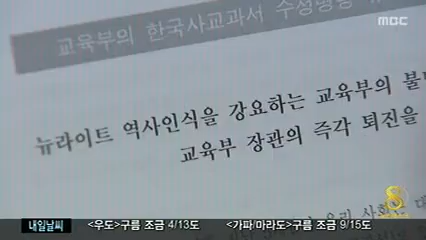 교육부의 한국사교과서 수정명령
mbc
뉴라이트 역사인식을 강요하는 교육부의
교육부 장관의 즉각 퇴진을
8
내일날씨 <우도>구름 조금 4/13도 <가파/마라도>구름 조금 9/15도